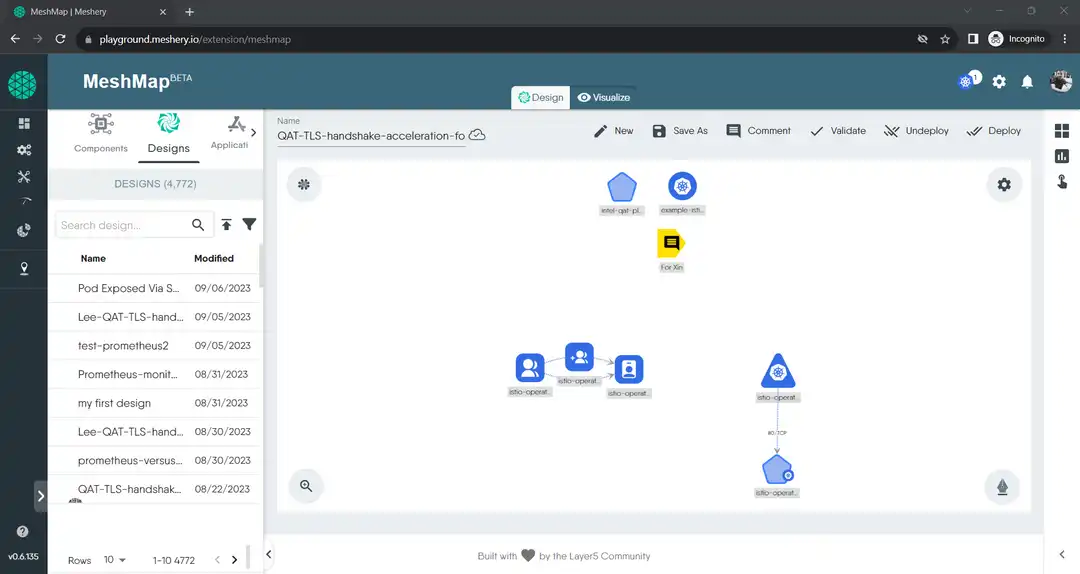 MeshMap | Meshery
playground.meshery.io/extension/meshmap
Incognito
MeshMap BETA
1
Design
Visualize
Components
Designs
Applicati
Name
QAT-TLS-handshake-acceleration-fo
New
Save As
Comment
Validate
Undeploy
Deploy
DESIGNS (4,772)
Search design...
Name Modified
Pod Exposed Via S... 09/06/2023
Lee-QAT-TLS-hand... 09/05/2023
test-prometheus2 09/05/2023
Prometheus-monit... 08/31/2023
my first design 08/31/2023
Lee-QAT-TLS-hand... 08/30/2023
prometheus-versus... 08/30/2023
QAT-TLS-handshak... 08/22/2023
Rows 10 1-10 4772
v0.6.135
intel-qat-pl...
example-isti...
For Xin
istio-operat...
istio-operat...
istio-operat...
istio-operat...
80/TCP
istio-operat...
Built with by the Layer5 Community